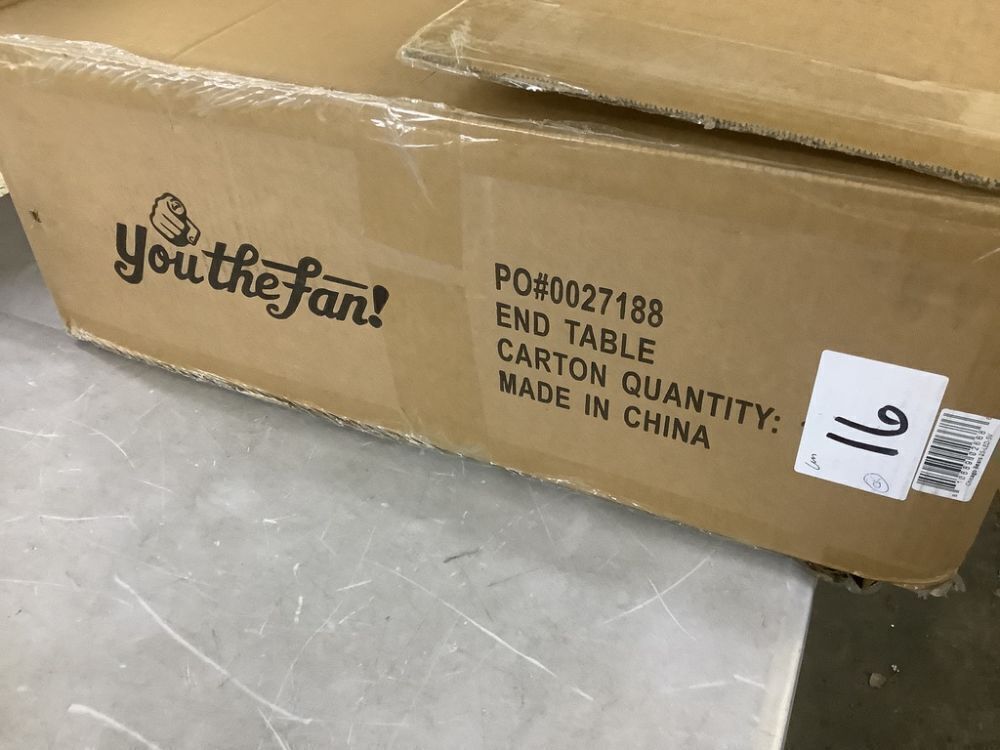 youthefan!
PO#0027188
END TABLE
CARTON QUANTITY:
MADE IN CHINA
116